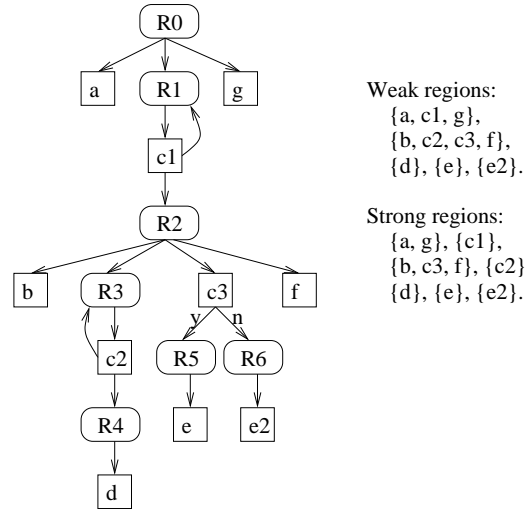 R0
a
R1
g
c1
R2
b
R3
c3
f
y
n
c2
R5
R6
R4
e
e2
d
Weak regions:
{a, c1, g},
{b, c2, c3, f},
{d}, {e}, {e2}.
Strong regions:
{a, g}, {c1},
{b, c3, f}, {c2}
{d}, {e}, {e2}.